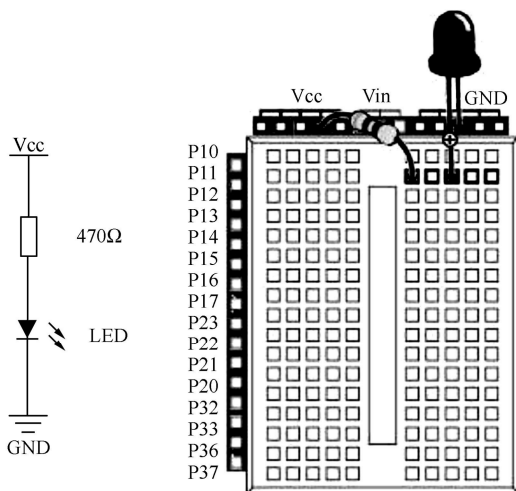 Vcc
470Ω
LED
GND
Vcc Vin GND
P10
P11
P12
P13
P14
P15
P16
P17
P23
P22
P21
P20
P32
P33
P36
P37